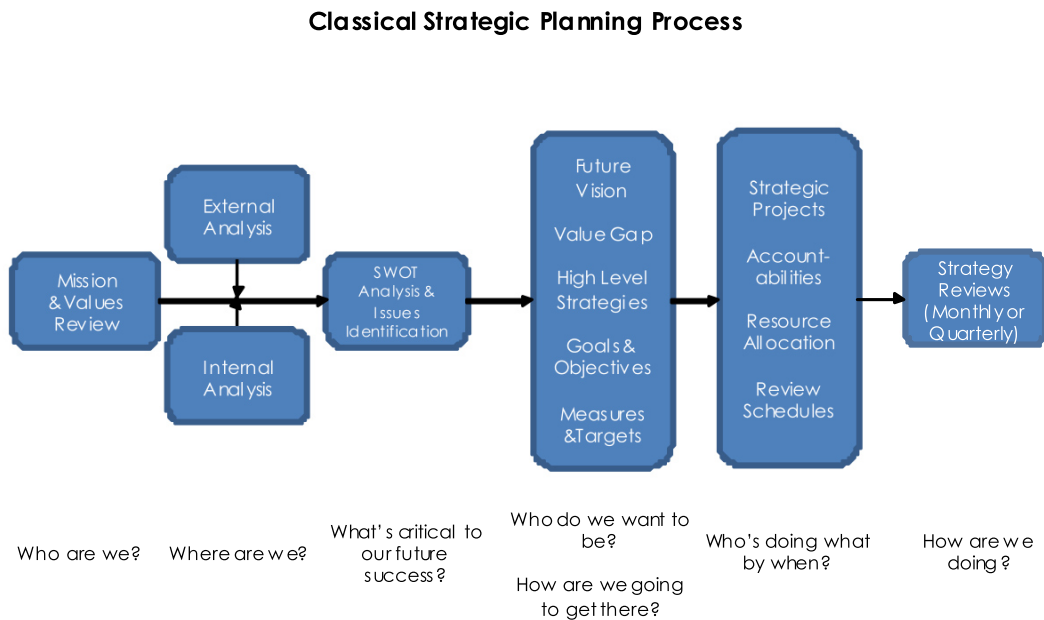 Classical Strategic Planning Process
Mission
& Values
Review
External
Analysis
Internal
Analysis
SWOT
Analysis &
Issues
Identification
Future
Vision
Value Gap
High Level
Strategies
Goals &
Objectives
Measures
&Targets
Strategic
Projects
Account-
abilities
Resource
Allocation
Review
Schedules
Strategy
Reviews
(Monthly or
Quarterly)
Who are we?
Where are we?
What's critical to
our future
success?
Who do we want to
be?
How are we going
to get there?
Who's doing what
by when?
How are we
doing?